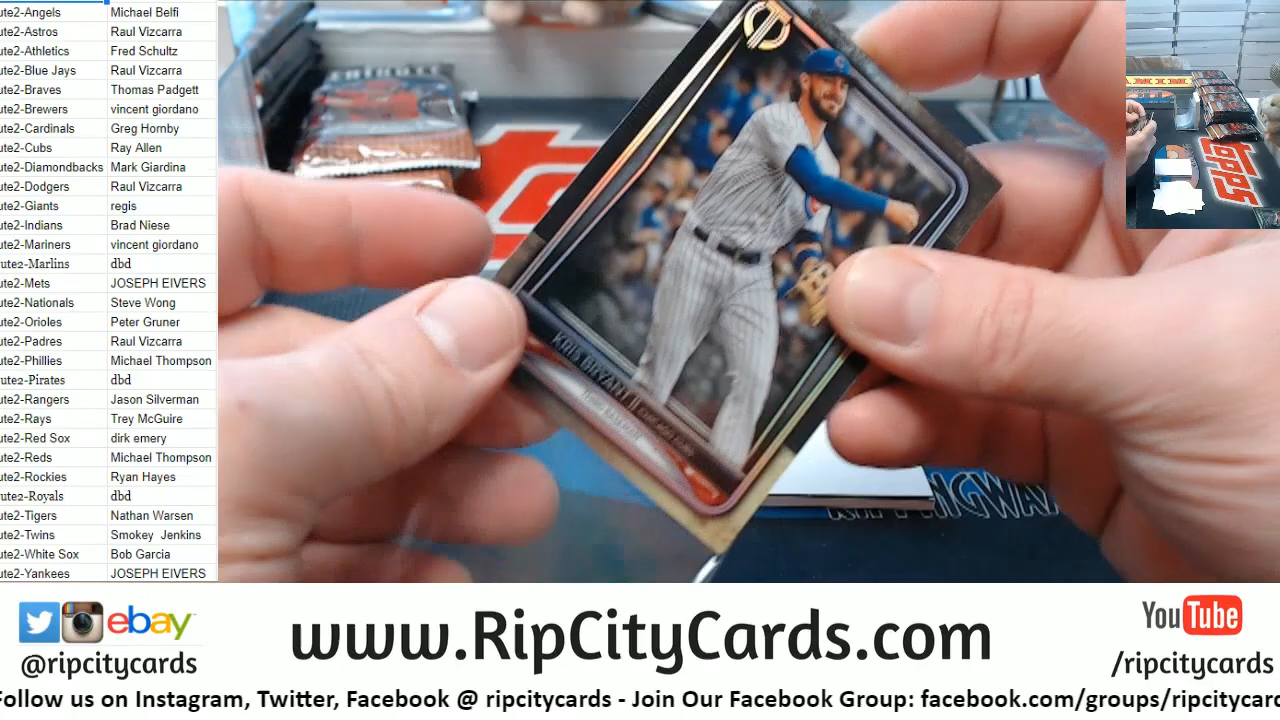 ute2-Angels Michael Belfi
ute2-Astros Raul Vizcarra
ute2-Athletics Fred Schultz
ute2-Blue Jays Raul Vizcarra
ute2-Braves Thomas Padgett
ute2-Brewers vincent giordano
ute2-Cardinals Greg Hornby
ute2-Cubs Ray Allen
ute2-Diamondbacks Mark Giardina
ute2-Dodgers Raul Vizcarra
ute2-Giants regis
ute2-Indians Brad Niese
ute2-Mariners vincent giordano
ute2-Marlins dbd
ute2-Mets JOSEPH EIVERS
ute2-Nationals Steve Wong
ute2-Orioles Peter Gruner
ute2-Padres Raul Vizcarra
ute2-Phillies Michael Thompson
ute2-Pirates dbd
ute2-Rangers Jason Silverman
ute2-Rays Trey McGuire
ute2-Red Sox dirk emery
ute2-Reds Michael Thompson
ute2-Rockies Ryan Hayes
ute2-Royals dbd
ute2-Tigers Nathan Warsen
ute2-Twins Smokey Jenkins
ute2-White Sox Bob Garcia
ute2-Yankees JOSEPH EIVERS
KRIS BRYANT
CHICAGO CUBS
Topps
ebay
@ripcitycards
www.RipCityCards.com
YouTube
/ripcitycards
Follow us on Instagram, Twitter, Facebook @ ripcitycards - Join Our Facebook Group: facebook.com/groups/ripcitycard